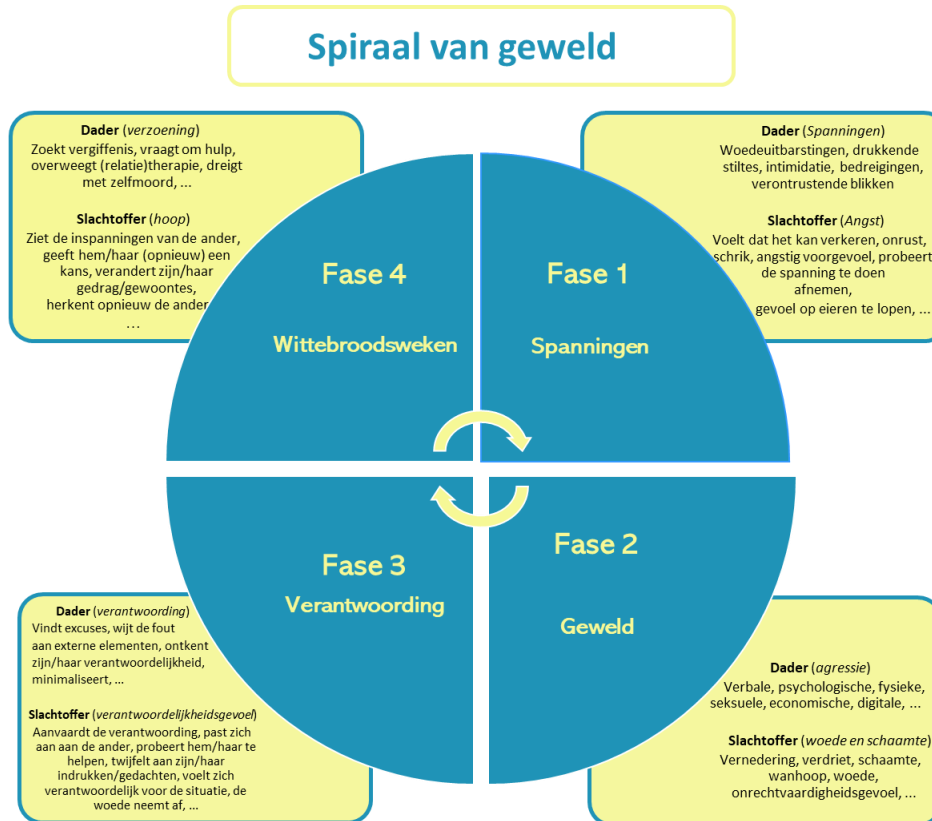 Spiraal van geweld
Dader (verzoening)
Zoekt vergiffenis, vraagt om hulp,
overweegt (relatie)therapie, dreigt
met zelfmoord, ...
Slachtoffer (hoop)
Ziet de inspanningen van de ander,
geeft hem/haar (opnieuw) een
kans, verandert zijn/haar
gedrag/gewoontes,
herkent opnieuw de ander
...
Dader (Spanningen)
Woedeuitbarstingen, drukkende
stiltes, intimidatie, bedreigingen,
verontrustende blikken
Slachtoffer (Angst)
Voelt dat het kan verkeren, onrust,
schrik, angstig voorgevoel, probeert
de spanning te doen
afnemen,
gevoel op eieren te lopen, ...
Fase 4
Wittebroodsweken
Fase 1
Spanningen
Fase 3
Verantwoording
Fase 2
Geweld
Dader (verantwoording)
Vindt excuses, wijt de fout
aan externe elementen, ontkent
zijn/haar verantwoordelijkheid,
minimaliseert, ...
Slachtoffer (verantwoordelijkheidsgevoel)
Aanvaardt de verantwoording, past zich
aan aan de ander, probeert hem/haar te
helpen, twijfelt aan zijn/haar
indrukken/gedachten, voelt zich
verantwoordelijk voor de situatie, de
woede neemt af, ...
Dader (agressie)
Verbale, psychologische, fysieke,
seksuele, economische, digitale, ...
Slachtoffer (woede en schaamte)
Vernedering, verdriet, schaamte,
wanhoop, woede,
onrechtvaardigheidsgevoel, ...